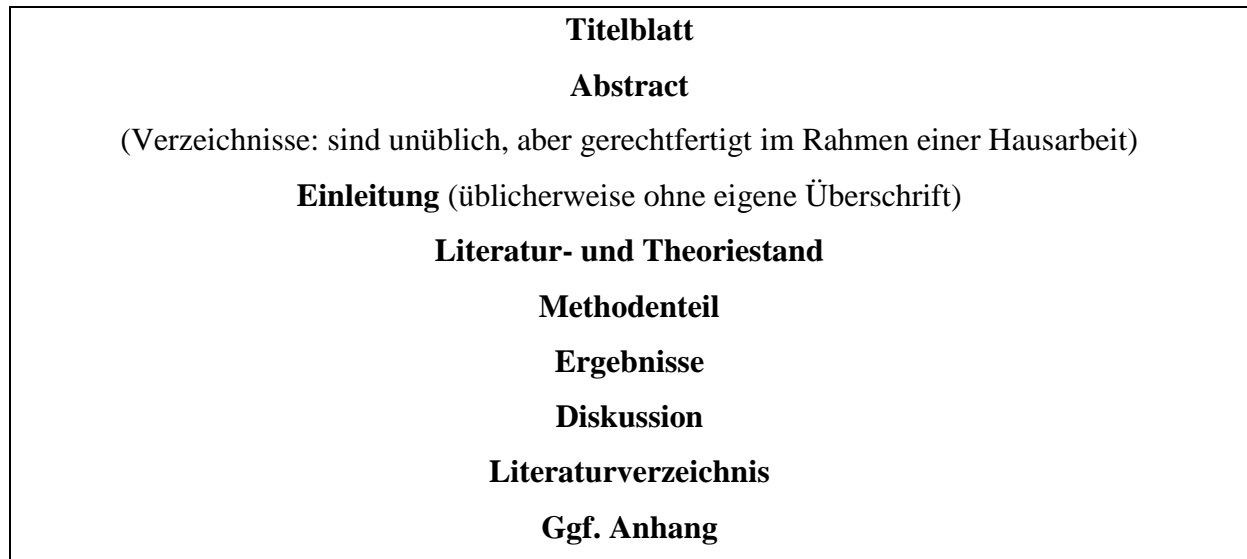 Titelblatt
Abstract
(Verzeichnisse: sind unüblich, aber gerechtfertigt im Rahmen einer Hausarbeit)
Einleitung (üblicherweise ohne eigene Überschrift)
Literatur- und Theoriestand
Methodenteil
Ergebnisse
Diskussion
Literaturverzeichnis
Ggf. Anhang